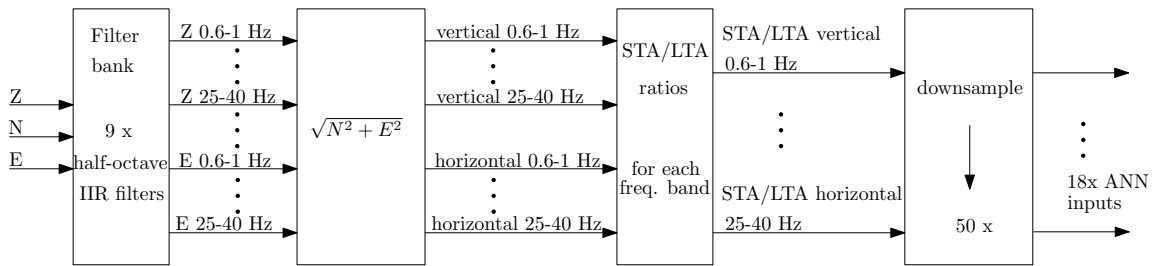 Z
N
E
Filter
bank
9 x
half-octave
IIR filters
Z 0.6-1 Hz
Z 25-40 Hz
E 0.6-1 Hz
E 25-40 Hz
√N² + E²
vertical 0.6-1 Hz
vertical 25-40 Hz
horizontal 0.6-1 Hz
horizontal 25-40 Hz
STA/LTA
ratios
for each
freq. band
STA/LTA vertical
0.6-1 Hz
STA/LTA horizontal
25-40 Hz
downsample
50 x
18x ANN
inputs